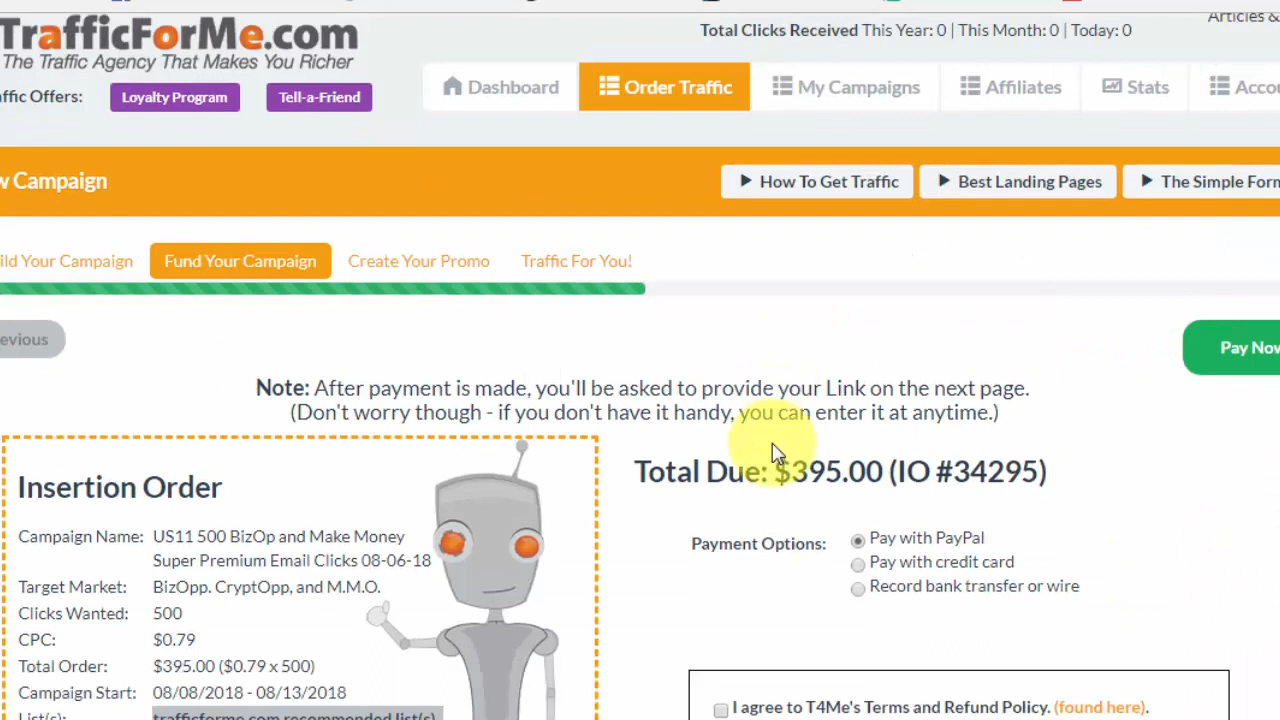 TrafficForMe.com
The Traffic Agency That Makes You Richer
Total Clicks Received This Year: 0 | This Month: 0 | Today: 0
Articles &
affic Offers:
Loyalty Program
Tell-a-Friend
Dashboard
Order Traffic
My Campaigns
Affiliates
Stats
Accou
w Campaign
How To Get Traffic
Best Landing Pages
The Simple Form
ild Your Campaign
Fund Your Campaign
Create Your Promo
Traffic For You!
evious
Pay Now
Note: After payment is made, you'll be asked to provide your Link on the next page.
(Don't worry though - if you don't have it handy, you can enter it at anytime.)
Insertion Order
Campaign Name: US11 500 BizOp and Make Money
Super Premium Email Clicks 08-06-18
Target Market: BizOpp. CryptOpp, and M.M.O.
Clicks Wanted: 500
CPC: $0.79
Total Order: $395.00 ($0.79 x 500)
Campaign Start: 08/08/2018 - 08/13/2018
List(s): trafficforme.com recommended list(s)
Total Due: $395.00 (IO #34295)
Payment Options:
Pay with PayPal
Pay with credit card
Record bank transfer or wire
I agree to T4Me's Terms and Refund Policy. (found here).